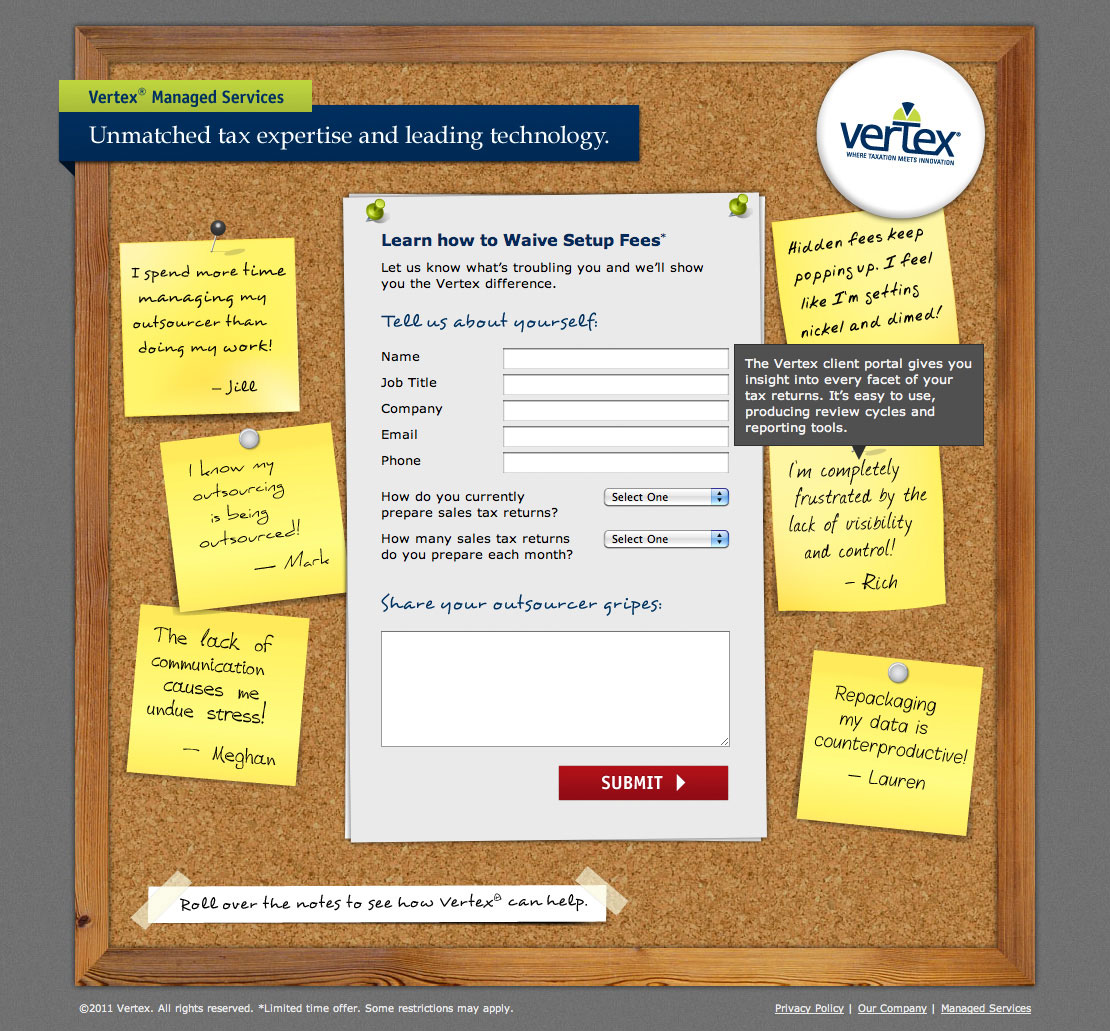 Vertex® Managed Services
Unmatched tax expertise and leading technology.
vertex®
WHERE TAXATION MEETS INNOVATION
I spend more time
managing my
outsourcer than
doing my work!
– Jill
I know my
outsourcing
is being
outsourced!
— Mark
The lack of
communication
causes me
undue stress!
— Meghan
Learn how to Waive Setup Fees*
Let us know what's troubling you and we'll show
you the Vertex difference.
Tell us about yourself:
Name
Job Title
Company
Email
Phone
How do you currently
prepare sales tax returns?
Select One
How many sales tax returns
do you prepare each month?
Select One
Share your outsourcer gripes:
SUBMIT
Hidden fees keep
popping up. I feel
like I'm getting
nickel and dimed!
The Vertex client portal gives you
insight into every facet of your
tax returns. It's easy to use,
producing review cycles and
reporting tools.
I'm completely
frustrated by the
lack of visibility
and control!
– Rich
Repackaging
my data is
counterproductive!
— Lauren
Roll over the notes to see how Vertex® can help.
©2011 Vertex. All rights reserved. *Limited time offer. Some restrictions may apply.
Privacy Policy | Our Company | Managed Services